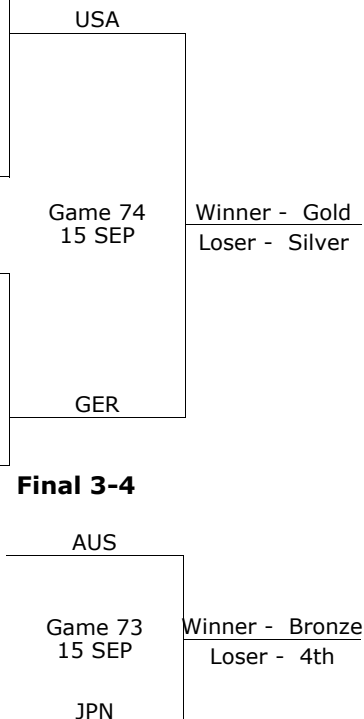 USA
Game 74
15 SEP
Winner - Gold
Loser - Silver
GER
Final 3-4
AUS
Game 73
15 SEP
Winner - Bronze
Loser - 4th
JPN